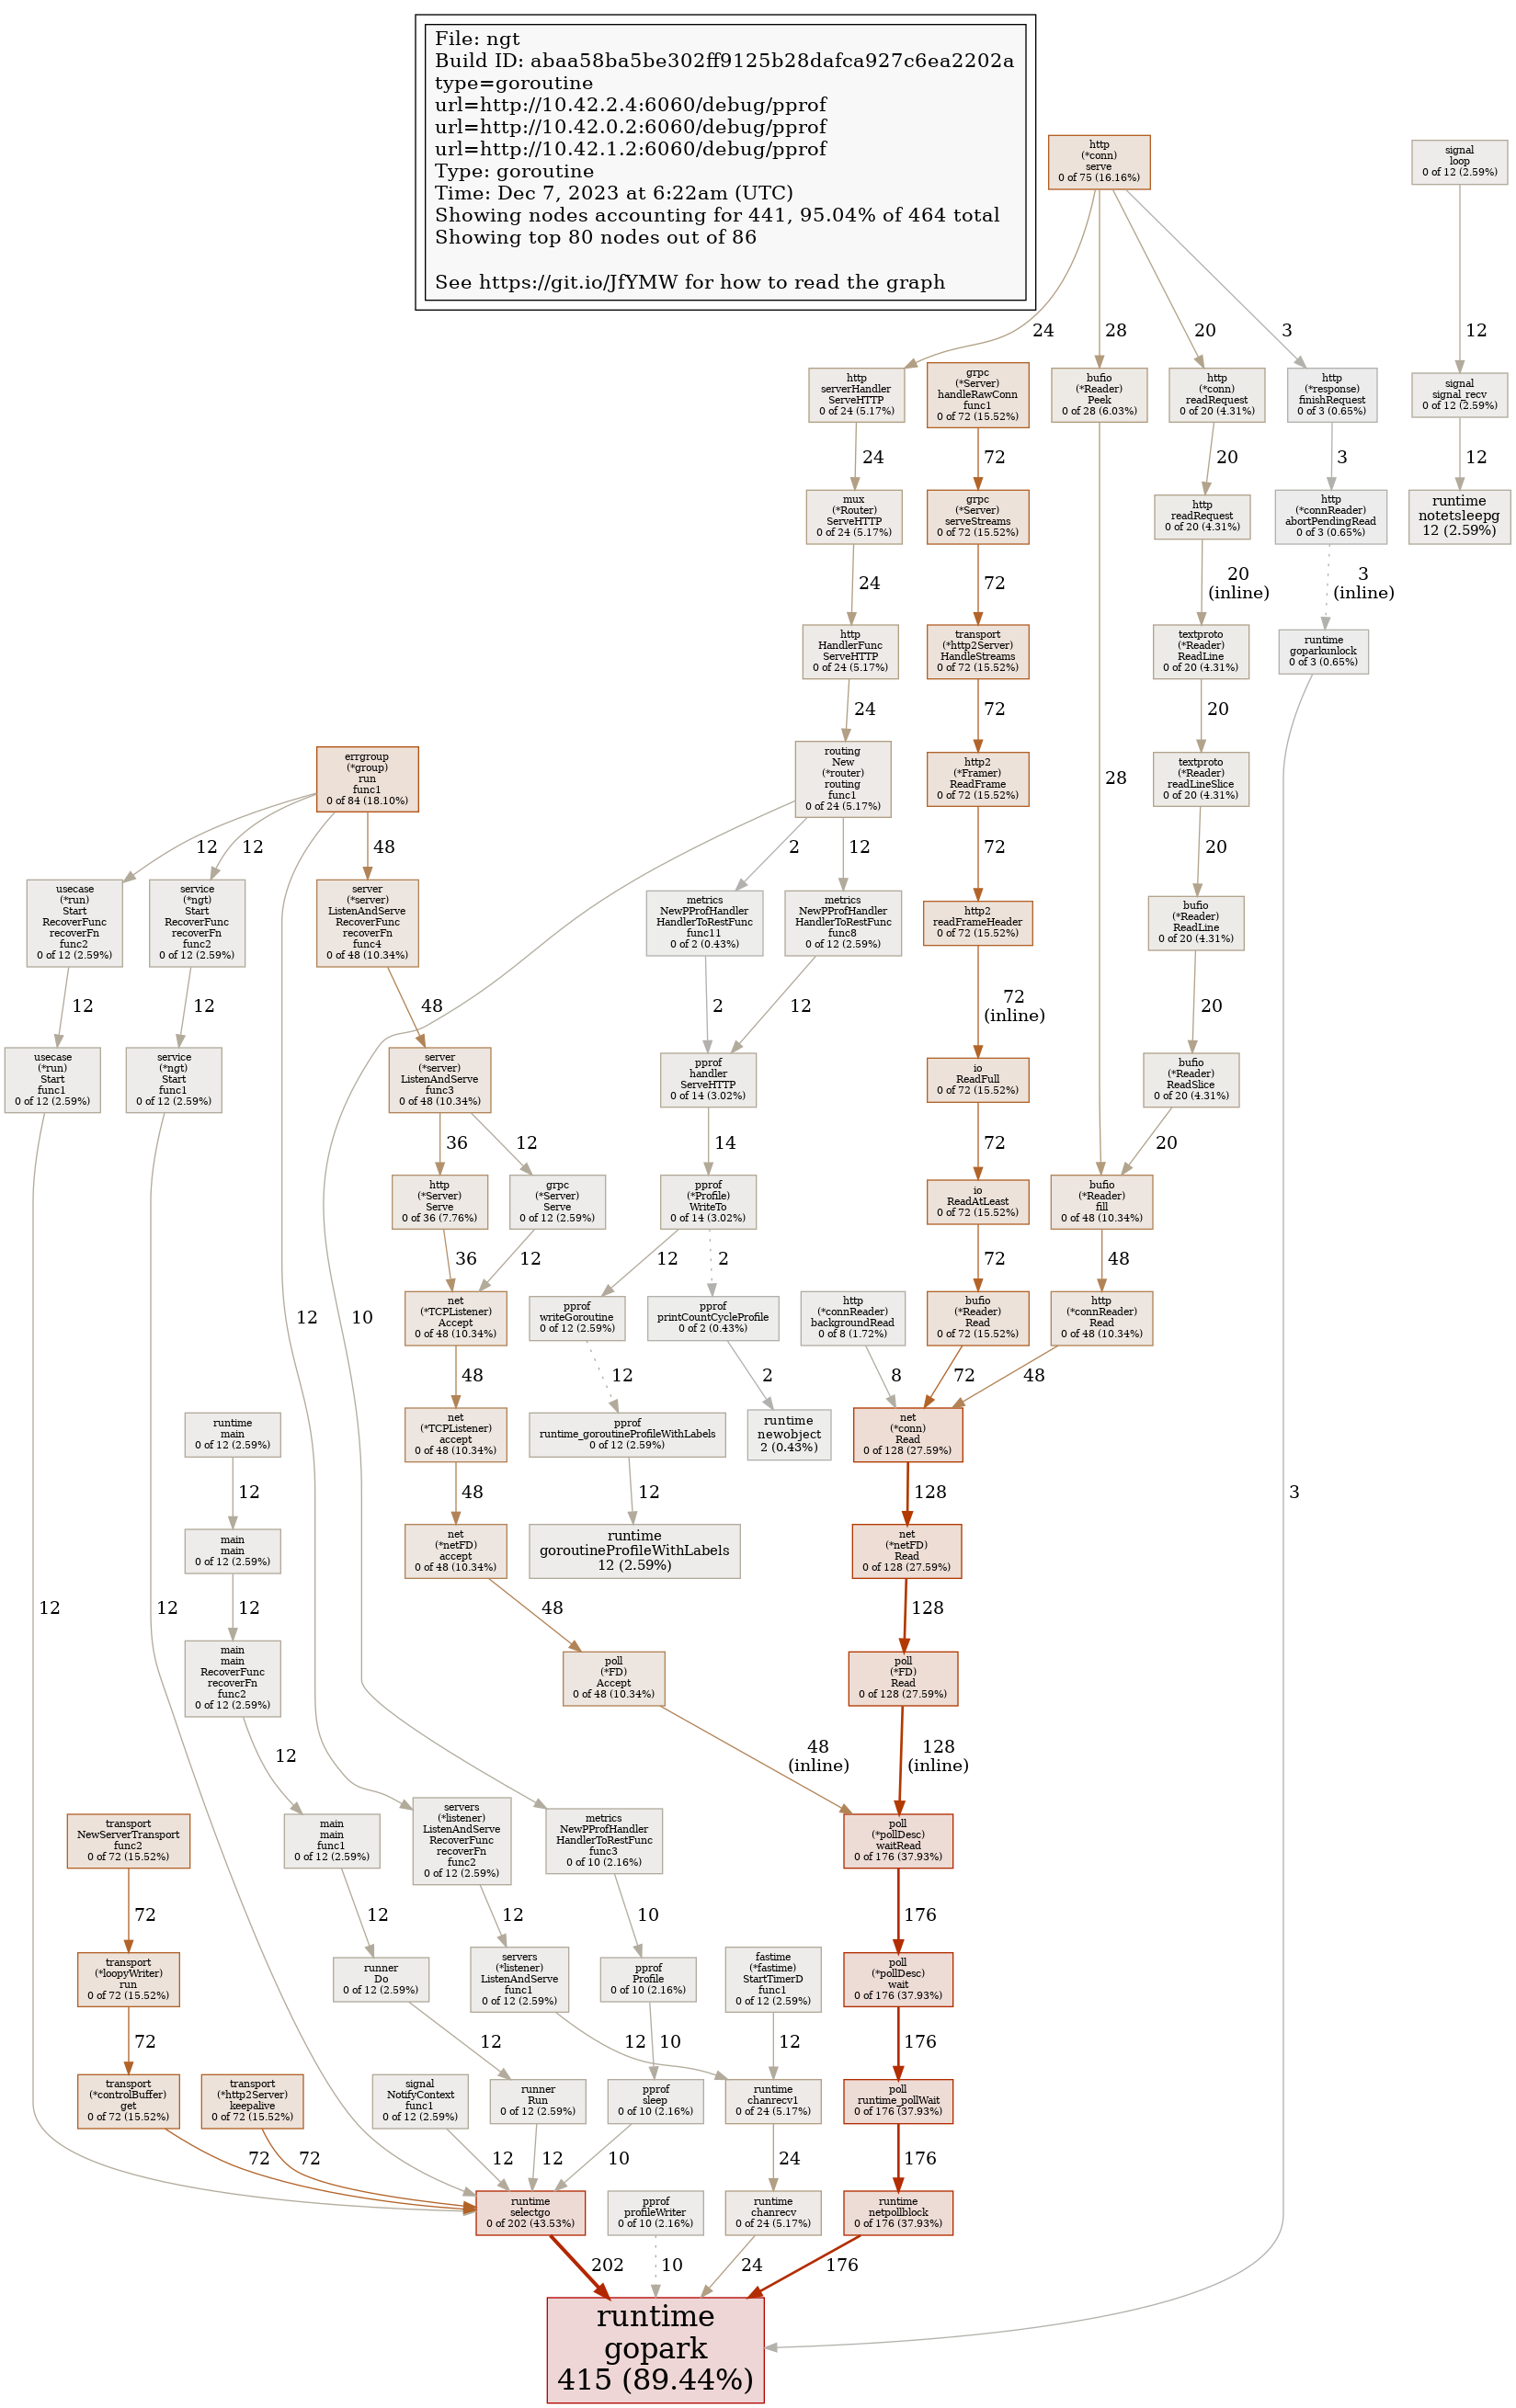 File: ngt
Build ID: abaa58ba5be302ff9125b28dafca927c6ea2202a
type=goroutine
url=http://10.42.2.4:6060/debug/pprof
url=http://10.42.0.2:6060/debug/pprof
url=http://10.42.1.2:6060/debug/pprof
Type: goroutine
Time: Dec 7, 2023 at 6:22am (UTC)
Showing nodes accounting for 441, 95.04% of 464 total
Showing top 80 nodes out of 86
See https://git.io/JfYMW for how to read the graph
http
(*conn)
serve
0 of 75 (16.16%)
signal
loop
0 of 12 (2.59%)
24
28
20
3
12
http
serverHandler
ServeHTTP
0 of 24 (5.17%)
grpc
(*Server)
handleRawConn
func1
0 of 72 (15.52%)
bufio
(*Reader)
Peek
0 of 28 (6.03%)
http
(*conn)
readRequest
0 of 20 (4.31%)
http
(*response)
finishRequest
0 of 3 (0.65%)
signal
signal_recv
0 of 12 (2.59%)
24
72
20
3
12
mux
(*Router)
ServeHTTP
0 of 24 (5.17%)
grpc
(*Server)
serveStreams
0 of 72 (15.52%)
http
readRequest
0 of 20 (4.31%)
http
(*connReader)
abortPendingRead
0 of 3 (0.65%)
runtime
notetsleepg
12 (2.59%)
24
72
20
(inline)
3
(inline)
http
HandlerFunc
ServeHTTP
0 of 24 (5.17%)
transport
(*http2Server)
HandleStreams
0 of 72 (15.52%)
textproto
(*Reader)
ReadLine
0 of 20 (4.31%)
runtime
goparkunlock
0 of 3 (0.65%)
24
72
20
errgroup
(*group)
run
func1
0 of 84 (18.10%)
routing
New
(*router)
routing
func1
0 of 24 (5.17%)
http2
(*Framer)
ReadFrame
0 of 72 (15.52%)
28
textproto
(*Reader)
readLineSlice
0 of 20 (4.31%)
12
12
48
2
12
72
20
usecase
(*run)
Start
RecoverFunc
recoverFn
func2
0 of 12 (2.59%)
service
(*ngt)
Start
RecoverFunc
recoverFn
func2
0 of 12 (2.59%)
server
(*server)
ListenAndServe
RecoverFunc
recoverFn
func4
0 of 48 (10.34%)
metrics
NewPProfHandler
HandlerToRestFunc
func11
0 of 2 (0.43%)
metrics
NewPProfHandler
HandlerToRestFunc
func8
0 of 12 (2.59%)
http2
readFrameHeader
0 of 72 (15.52%)
bufio
(*Reader)
ReadLine
0 of 20 (4.31%)
12
12
48
2
12
72
(inline)
20
usecase
(*run)
Start
func1
0 of 12 (2.59%)
service
(*ngt)
Start
func1
0 of 12 (2.59%)
server
(*server)
ListenAndServe
func3
0 of 48 (10.34%)
pprof
handler
ServeHTTP
0 of 14 (3.02%)
io
ReadFull
0 of 72 (15.52%)
bufio
(*Reader)
ReadSlice
0 of 20 (4.31%)
36
12
14
72
20
http
(*Server)
Serve
0 of 36 (7.76%)
grpc
(*Server)
Serve
0 of 12 (2.59%)
pprof
(*Profile)
WriteTo
0 of 14 (3.02%)
io
ReadAtLeast
0 of 72 (15.52%)
bufio
(*Reader)
fill
0 of 48 (10.34%)
36
12
12
2
72
48
12
10
net
(*TCPListener)
Accept
0 of 48 (10.34%)
pprof
writeGoroutine
0 of 12 (2.59%)
pprof
printCountCycleProfile
0 of 2 (0.43%)
http
(*connReader)
backgroundRead
0 of 8 (1.72%)
bufio
(*Reader)
Read
0 of 72 (15.52%)
http
(*connReader)
Read
0 of 48 (10.34%)
3
48
12
2
8
72
48
runtime
main
0 of 12 (2.59%)
net
(*TCPListener)
accept
0 of 48 (10.34%)
pprof
runtime_goroutineProfileWithLabels
0 of 12 (2.59%)
runtime
newobject
2 (0.43%)
net
(*conn)
Read
0 of 128 (27.59%)
12
48
12
128
main
main
0 of 12 (2.59%)
net
(*netFD)
accept
0 of 48 (10.34%)
runtime
goroutineProfileWithLabels
12 (2.59%)
net
(*netFD)
Read
0 of 128 (27.59%)
12
12
12
48
128
main
main
RecoverFunc
recoverFn
func2
0 of 12 (2.59%)
poll
(*FD)
Accept
0 of 48 (10.34%)
poll
(*FD)
Read
0 of 128 (27.59%)
12
48
(inline)
128
(inline)
transport
NewServerTransport
func2
0 of 72 (15.52%)
main
main
func1
0 of 12 (2.59%)
servers
(*listener)
ListenAndServe
RecoverFunc
recoverFn
func2
0 of 12 (2.59%)
metrics
NewPProfHandler
HandlerToRestFunc
func3
0 of 10 (2.16%)
poll
(*pollDesc)
waitRead
0 of 176 (37.93%)
72
12
12
10
176
transport
(*loopyWriter)
run
0 of 72 (15.52%)
runner
Do
0 of 12 (2.59%)
servers
(*listener)
ListenAndServe
func1
0 of 12 (2.59%)
pprof
Profile
0 of 10 (2.16%)
fastime
(*fastime)
StartTimerD
func1
0 of 12 (2.59%)
poll
(*pollDesc)
wait
0 of 176 (37.93%)
72
12
12
10
12
176
transport
(*controlBuffer)
get
0 of 72 (15.52%)
transport
(*http2Server)
keepalive
0 of 72 (15.52%)
signal
NotifyContext
func1
0 of 12 (2.59%)
runner
Run
0 of 12 (2.59%)
pprof
sleep
0 of 10 (2.16%)
runtime
chanrecv1
0 of 24 (5.17%)
poll
runtime_pollWait
0 of 176 (37.93%)
72
72
12
12
10
24
176
runtime
selectgo
0 of 202 (43.53%)
pprof
profileWriter
0 of 10 (2.16%)
runtime
chanrecv
0 of 24 (5.17%)
runtime
netpollblock
0 of 176 (37.93%)
202
10
24
176
runtime
gopark
415 (89.44%)